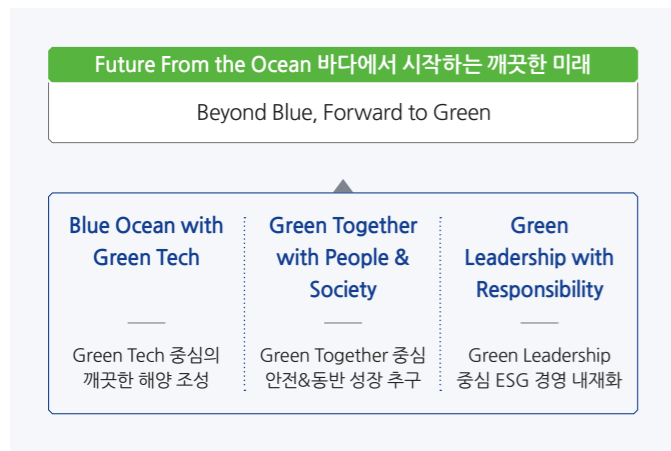 Future From the Ocean 바다에서 시작하는 깨끗한 미래
Beyond Blue, Forward to Green
Blue Ocean with
Green Tech
Green Tech 중심의
깨끗한 해양 조성
Green Together
with People &
Society
Green Together 중심
안전&동반 성장 추구
Green
Leadership with
Responsibility
Green Leadership
중심 ESG 경영 내재화